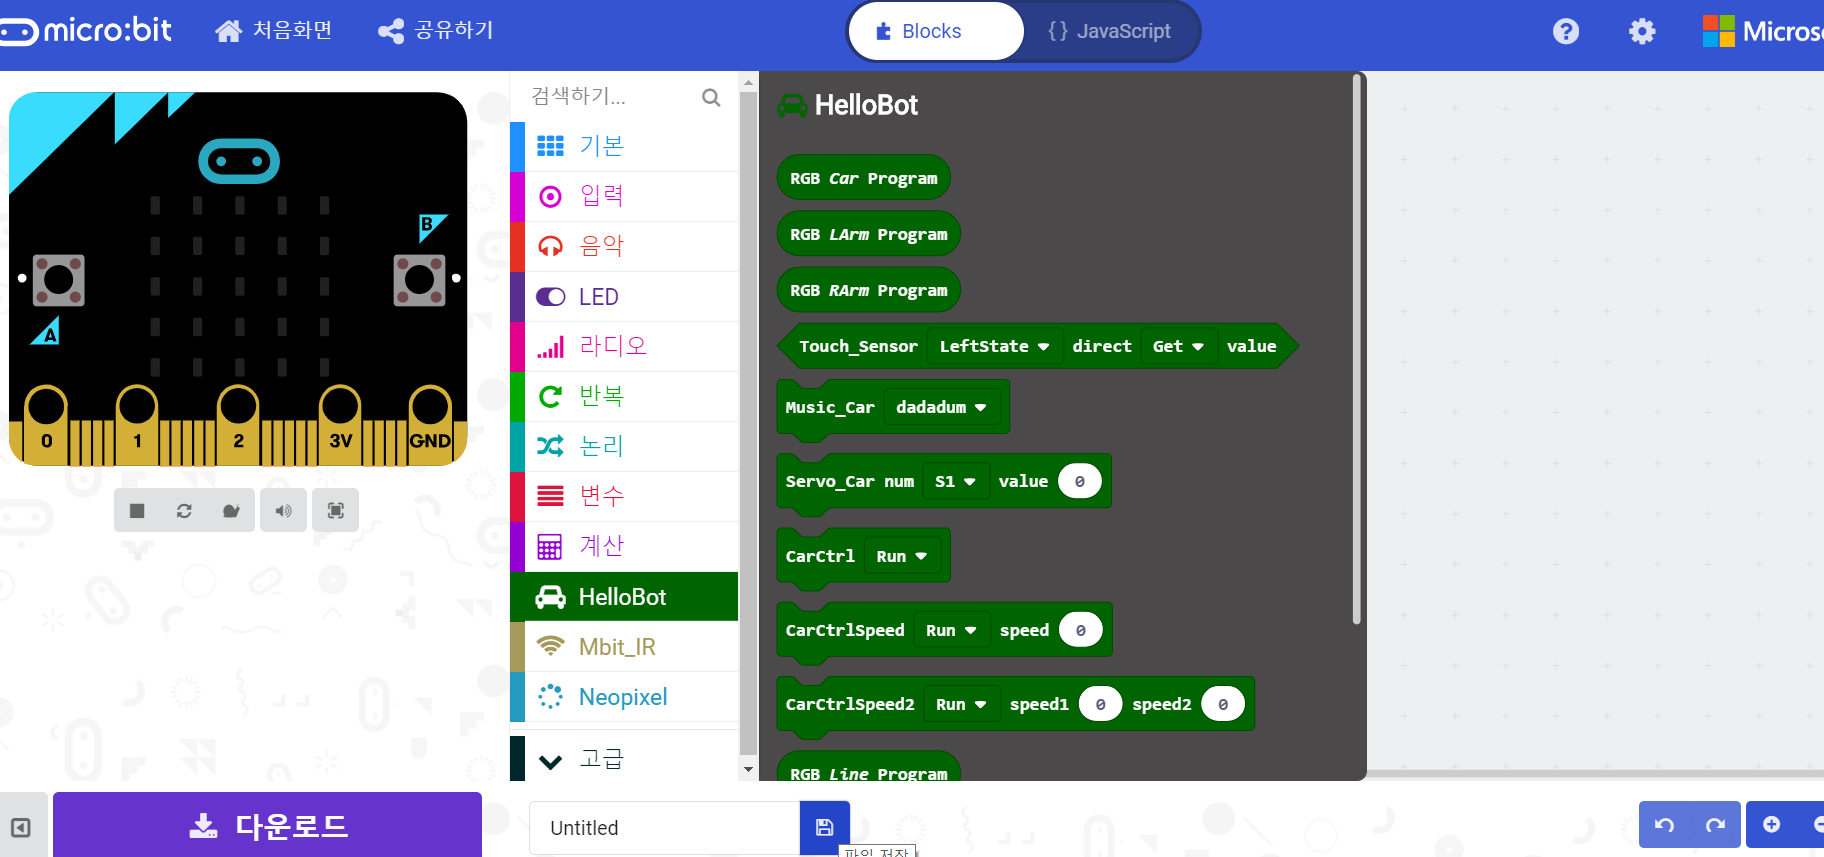 micro:bit 처음화면 공유하기 Blocks {} JavaScript ?
검색하기...
기본
입력
음악
LED
라디오
반복
논리
변수
계산
HelloBot
Mbit_IR
Neopixel
고급
B
A
0 1 2 3V GND
HelloBot
RGB Car Program
RGB LArm Program
RGB RArm Program
Touch_Sensor LeftState direct Get value
Music_Car dadadum
Servo_Car num S1 value 0
CarCtrl Run
CarCtrlSpeed Run speed 0
CarCtrlSpeed2 Run speed1 0 speed2 0
RGB Line Program
다운로드
Untitled
파일 저장